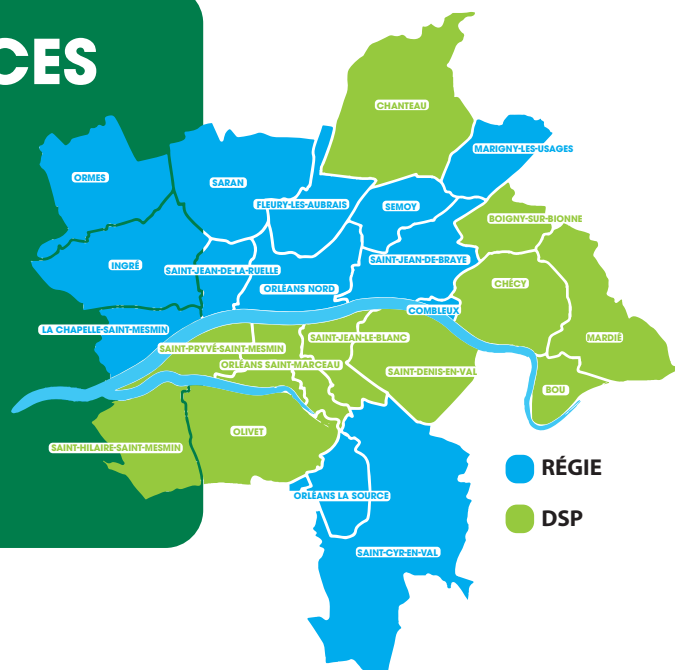 CES
CHANTEAU
MARIGNY-LES-USAGES
ORMES
SARAN
FLEURY-LES-AUBRAIS
SEMOY
BOIGNY-SUR-BIONNE
INGRÉ
SAINT-JEAN-DE-LA-RUELLE
SAINT-JEAN-DE-BRAYE
ORLÉANS NORD
CHÉCY
COMBLEUX
LA CHAPELLE-SAINT-MESMIN
SAINT-JEAN-LE-BLANC
MARDIÉ
SAINT-PRYVÉ-SAINT-MESMIN
ORLÉANS SAINT-MARCEAU
SAINT-DENIS-EN-VAL
BOU
OLIVET
SAINT-HILAIRE-SAINT-MESMIN
RÉGIE
ORLÉANS LA SOURCE
DSP
SAINT-CYR-EN-VAL